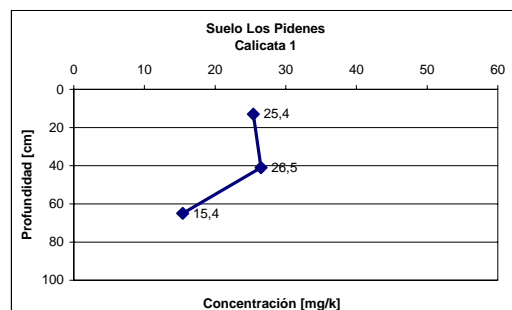 Suelo Los Pidenes
Calicata 1
0 10 20 30 40 50 60
0
20
40
60
80
100
Profundidad [cm]
25,4
26,5
15,4
Concentración [mg/k]